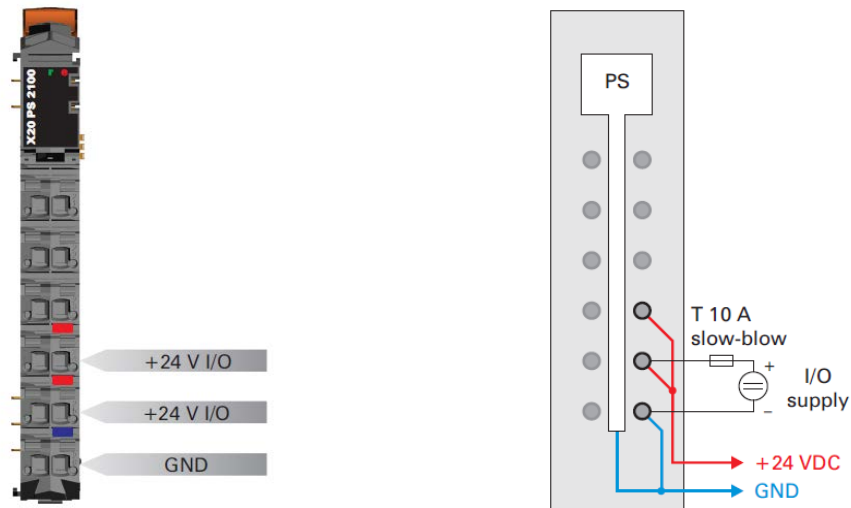 X20 PS 2100
r e
+24 V I/O
+24 V I/O
GND
PS
T 10 A
slow-blow
+
I/O
supply
−
+24 VDC
GND